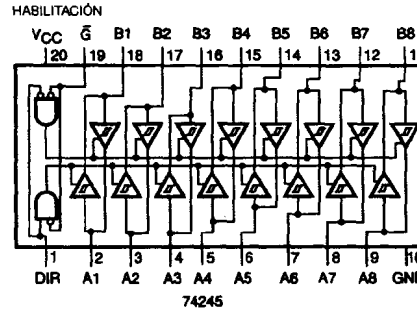 HABILITACIÓN
VCC G̅ B1 B2 B3 B4 B5 B6 B7 B8
20 19 18 17 16 15 14 13 12 1
1 2 3 4 5 6 7 8 9 10
DIR A1 A2 A3 A4 A5 A6 A7 A8 GND
74245